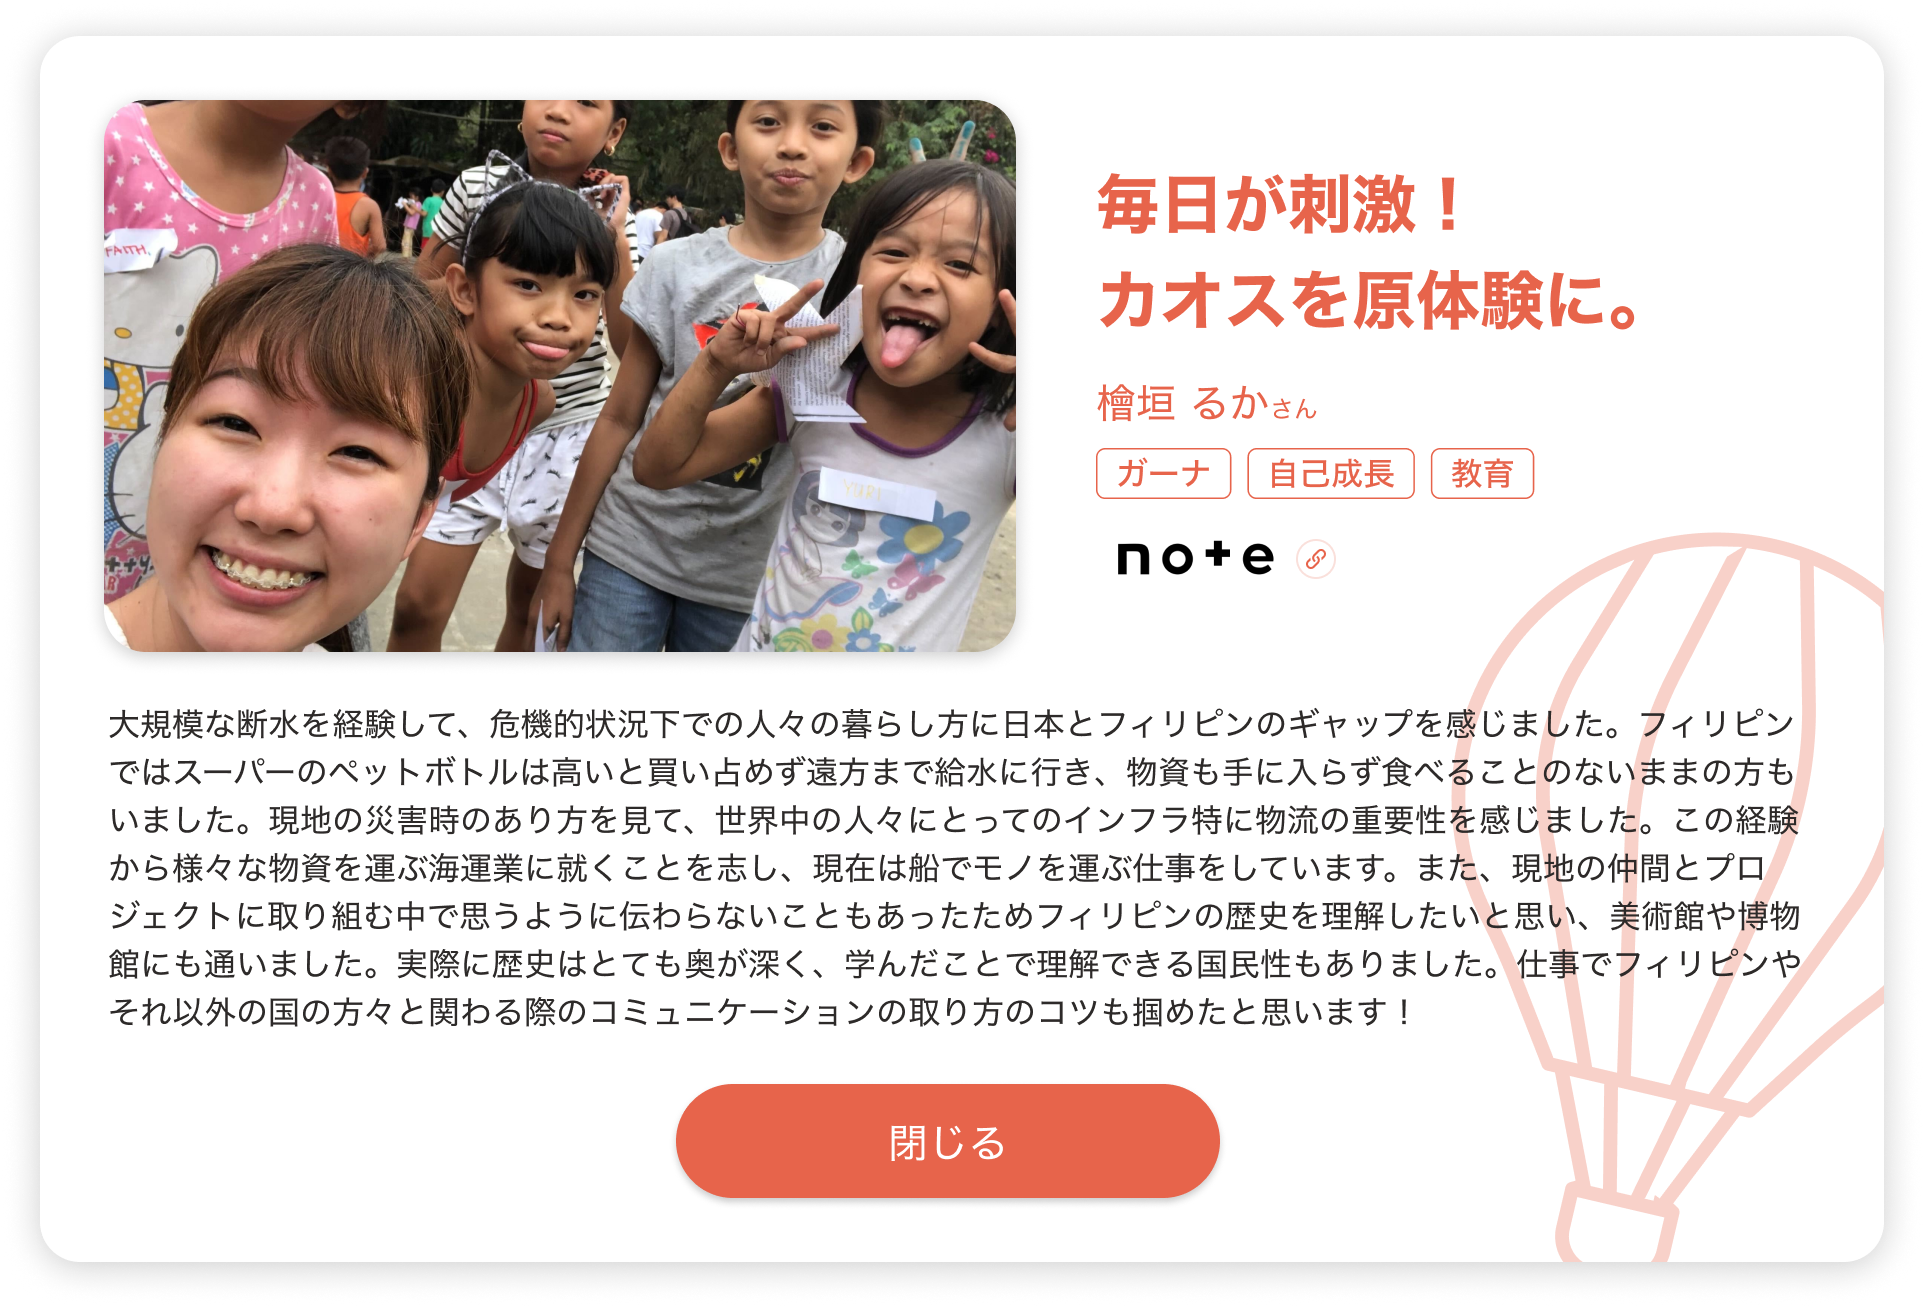 FAITH.
YURI
毎日が刺激！
カオスを原体験に。
檜垣 るかさん
ガーナ 自己成長 教育
note
大規模な断水を経験して、危機的状況下での人々の暮らし方に日本とフィリピンのギャップを感じました。フィリピン
ではスーパーのペットボトルは高いと買い占めず遠方まで給水に行き、物資も手に入らず食べることのないままの方も
いました。現地の災害時のあり方を見て、世界中の人々にとってのインフラ特に物流の重要性を感じました。この経験
から様々な物資を運ぶ海運業に就くことを志し、現在は船でモノを運ぶ仕事をしています。また、現地の仲間とプロ
ジェクトに取り組む中で思うように伝わらないこともあったためフィリピンの歴史を理解したいと思い、美術館や博物
館にも通いました。実際に歴史はとても奥が深く、学んだことで理解できる国民性もありました。仕事でフィリピンや
それ以外の国の方々と関わる際のコミュニケーションの取り方のコツも掴めたと思います！
閉じる